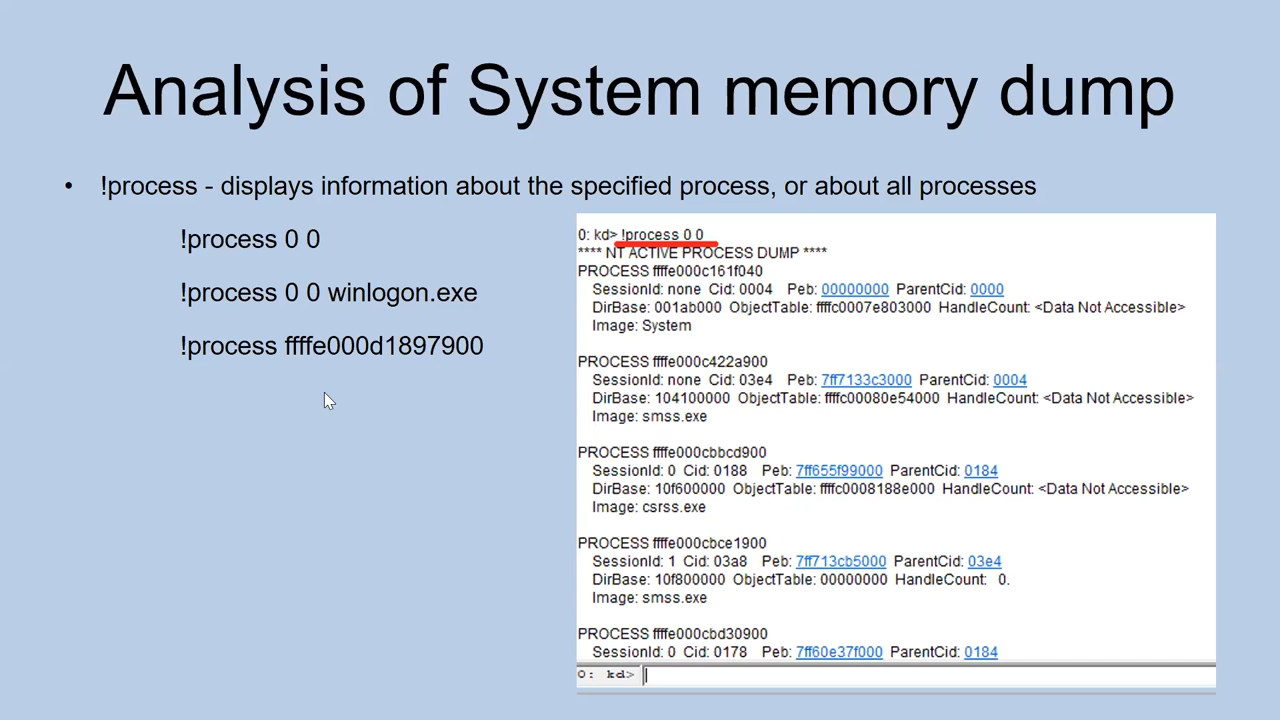 Analysis of System memory dump
• !process - displays information about the specified process, or about all processes
!process 0 0
!process 0 0 winlogon.exe
!process ffffe000d1897900
0: kd> !process 0 0
**** NT ACTIVE PROCESS DUMP ****
PROCESS ffffe000c161f040
SessionId: none Cid: 0004 Peb: 00000000 ParentCid: 0000
DirBase: 001ab000 ObjectTable: ffffc0007e803000 HandleCount: <Data Not Accessible>
Image: System
PROCESS ffffe000c422a900
SessionId: none Cid: 03e4 Peb: 7ff7133c3000 ParentCid: 0004
DirBase: 104100000 ObjectTable: ffffc00080e54000 HandleCount: <Data Not Accessible>
Image: smss.exe
PROCESS ffffe000cbbcd900
SessionId: 0 Cid: 0188 Peb: 7ff655f99000 ParentCid: 0184
DirBase: 10f600000 ObjectTable: ffffc0008188e000 HandleCount: <Data Not Accessible>
Image: csrss.exe
PROCESS ffffe000cbce1900
SessionId: 1 Cid: 03a8 Peb: 7ff713cb5000 ParentCid: 03e4
DirBase: 10f800000 ObjectTable: 00000000 HandleCount: 0.
Image: smss.exe
PROCESS ffffe000cbd30900
SessionId: 0 Cid: 0178 Peb: 7ff60e37f000 ParentCid: 0184
0: kd>